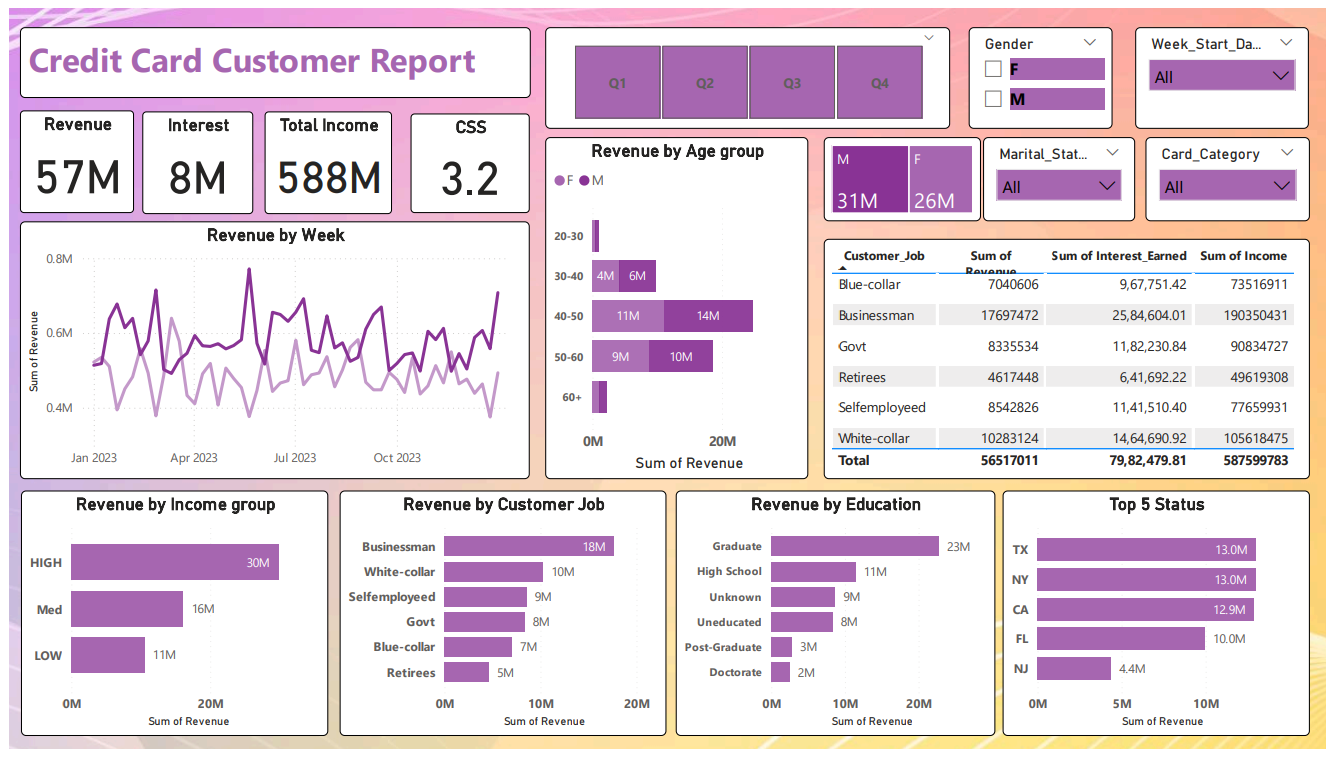 Credit Card Customer Report
Q1 Q2 Q3 Q4
Gender
F
M
Week_Start_Da...
All
Revenue
57M
Interest
8M
Total Income
588M
CSS
3.2
Revenue by Age group
F M
20-30
30-40 4M 6M
40-50 11M 14M
50-60 9M 10M
60+
0M 20M
Sum of Revenue
M
31M
F
26M
Marital_Stat...
All
Card_Category
All
Revenue by Week
Sum of Revenue
0.8M
0.6M
0.4M
Jan 2023 Apr 2023 Jul 2023 Oct 2023
Customer_Job Sum of Revenue Sum of Interest_Earned Sum of Income
Blue-collar 7040606 9,67,751.42 73516911
Businessman 17697472 25,84,604.01 190350431
Govt 8335534 11,82,230.84 90834727
Retirees 4617448 6,41,692.22 49619308
Selfemployeed 8542826 11,41,510.40 77659931
White-collar 10283124 14,64,690.92 105618475
Total 56517011 79,82,479.81 587599783
Revenue by Income group
HIGH 30M
Med 16M
LOW 11M
0M 20M
Sum of Revenue
Revenue by Customer Job
Businessman 18M
White-collar 10M
Selfemployeed 9M
Govt 8M
Blue-collar 7M
Retirees 5M
0M 10M 20M
Sum of Revenue
Revenue by Education
Graduate 23M
High School 11M
Unknown 9M
Uneducated 8M
Post-Graduate 3M
Doctorate 2M
0M 10M 20M
Sum of Revenue
Top 5 Status
TX 13.0M
NY 13.0M
CA 12.9M
FL 10.0M
NJ 4.4M
0M 5M 10M
Sum of Revenue